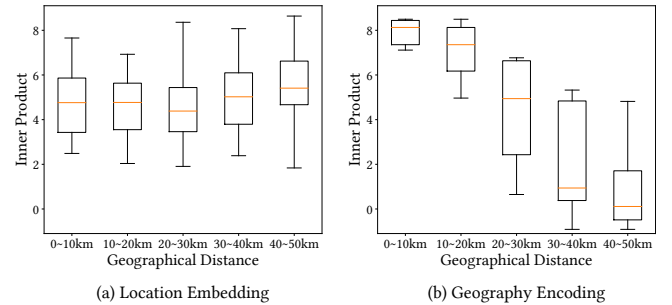 8
6
4
2
0
Inner Product
0~10km 10~20km 20~30km 30~40km 40~50km
Geographical Distance
(a) Location Embedding
8
6
4
2
0
Inner Product
0~10km 10~20km 20~30km 30~40km 40~50km
Geographical Distance
(b) Geography Encoding